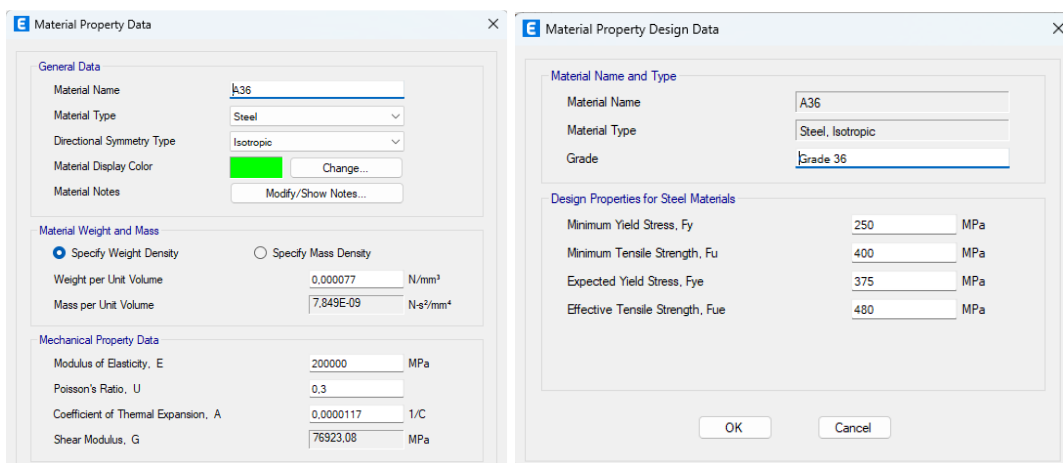 E Material Property Data
General Data
Material Name A36
Material Type Steel
Directional Symmetry Type Isotropic
Material Display Color Change...
Material Notes Modify/Show Notes...
Material Weight and Mass
Specify Weight Density Specify Mass Density
Weight per Unit Volume 0,000077 N/mm³
Mass per Unit Volume 7,849E-09 N-s²/mm⁴
Mechanical Property Data
Modulus of Elasticity, E 200000 MPa
Poisson's Ratio, U 0,3
Coefficient of Thermal Expansion, A 0,0000117 1/C
Shear Modulus, G 76923,08 MPa
E Material Property Design Data
Material Name and Type
Material Name A36
Material Type Steel, Isotropic
Grade Grade 36
Design Properties for Steel Materials
Minimum Yield Stress, Fy 250 MPa
Minimum Tensile Strength, Fu 400 MPa
Expected Yield Stress, Fye 375 MPa
Effective Tensile Strength, Fue 480 MPa
OK Cancel